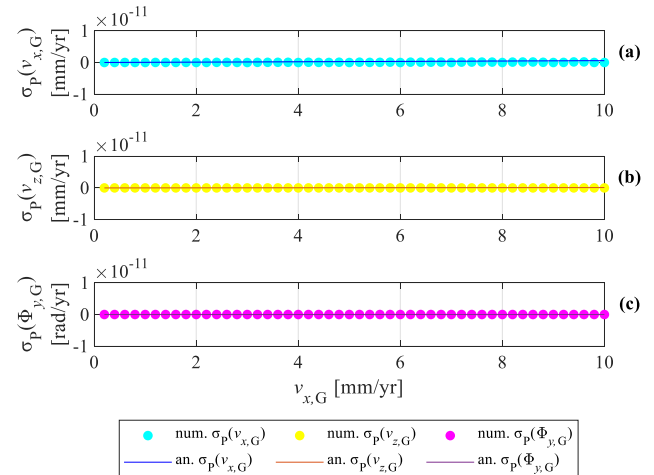 ×10⁻¹¹
σP(vx,G)
[mm/yr]
1
0
-1
0 2 4 6 8 10
(a)
×10⁻¹¹
σP(vz,G)
[mm/yr]
1
0
-1
0 2 4 6 8 10
(b)
×10⁻¹¹
σP(Φy,G)
[rad/yr]
1
0
-1
0 2 4 6 8 10
(c)
vx,G [mm/yr]
num. σP(vx,G) num. σP(vz,G) num. σP(Φy,G)
an. σP(vx,G) an. σP(vz,G) an. σP(Φy,G)